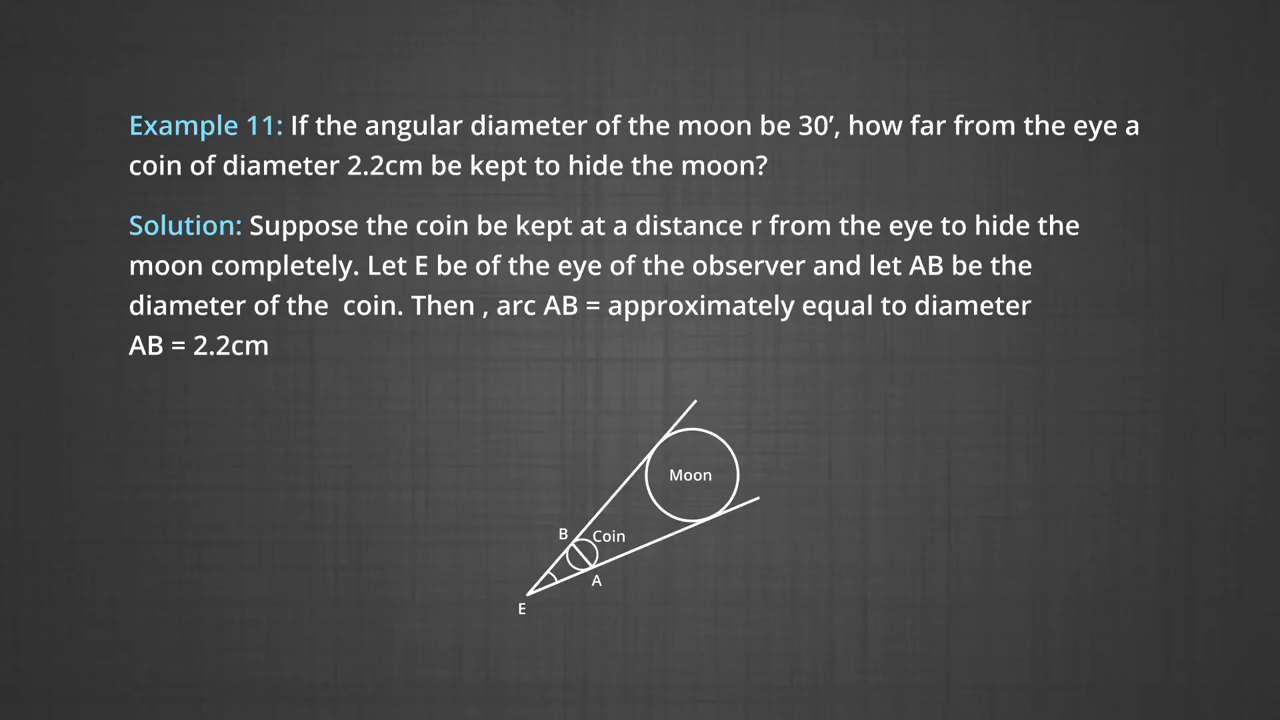 Example 11: If the angular diameter of the moon be 30’, how far from the eye a
coin of diameter 2.2cm be kept to hide the moon?
Solution: Suppose the coin be kept at a distance r from the eye to hide the
moon completely. Let E be of the eye of the observer and let AB be the
diameter of the  coin. Then , arc AB = approximately equal to diameter
AB = 2.2cm
Moon
B
Coin
A
E